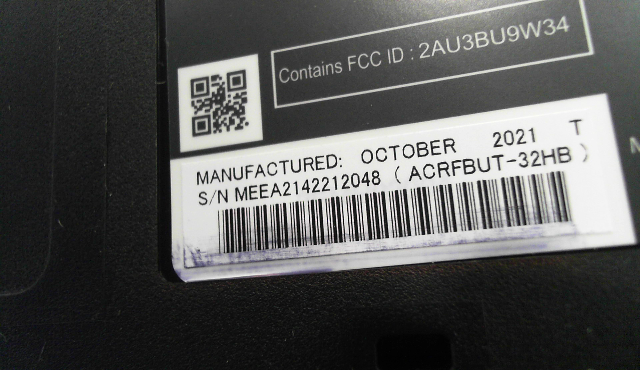 Contains FCC ID : 2AU3BU9W34
MANUFACTURED: OCTOBER 2021 T
S/N MEEA2142212048 ( ACRFBUT-32HB )